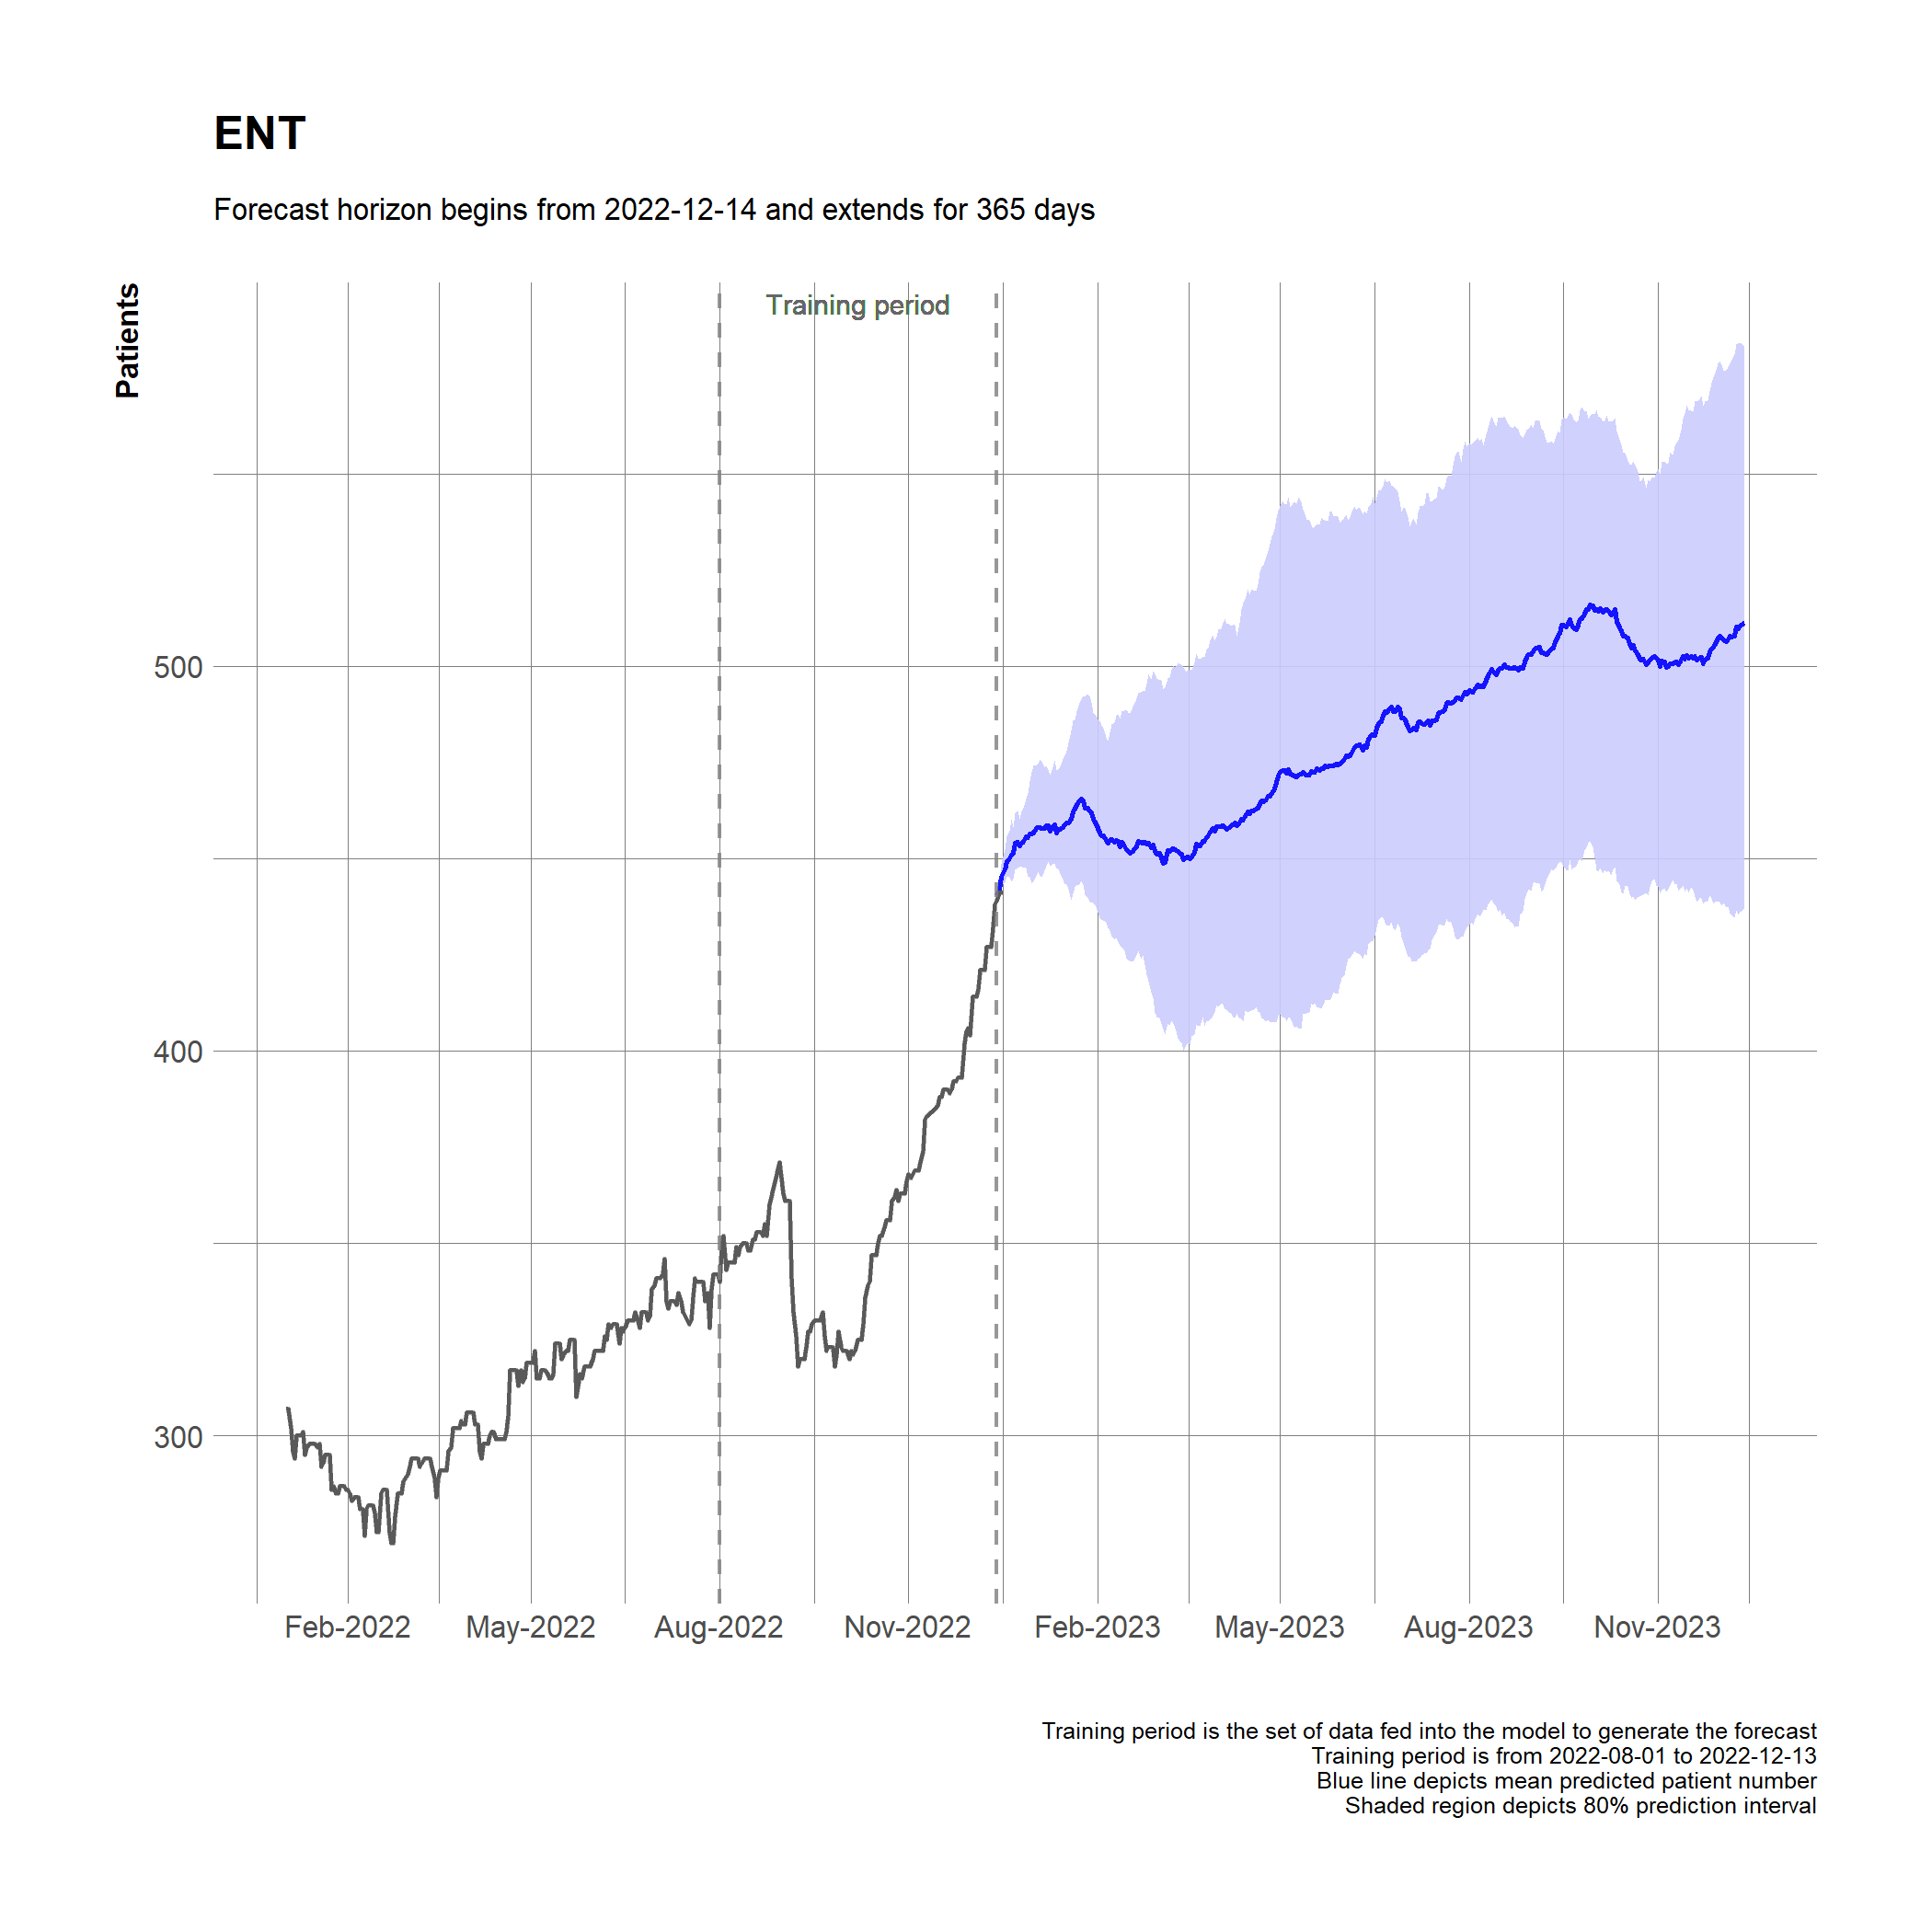 ENT
Forecast horizon begins from 2022-12-14 and extends for 365 days
Patients
Training period
500
400
300
Feb-2022 May-2022 Aug-2022 Nov-2022 Feb-2023 May-2023 Aug-2023 Nov-2023
Training period is the set of data fed into the model to generate the forecast
Training period is from 2022-08-01 to 2022-12-13
Blue line depicts mean predicted patient number
Shaded region depicts 80% prediction interval